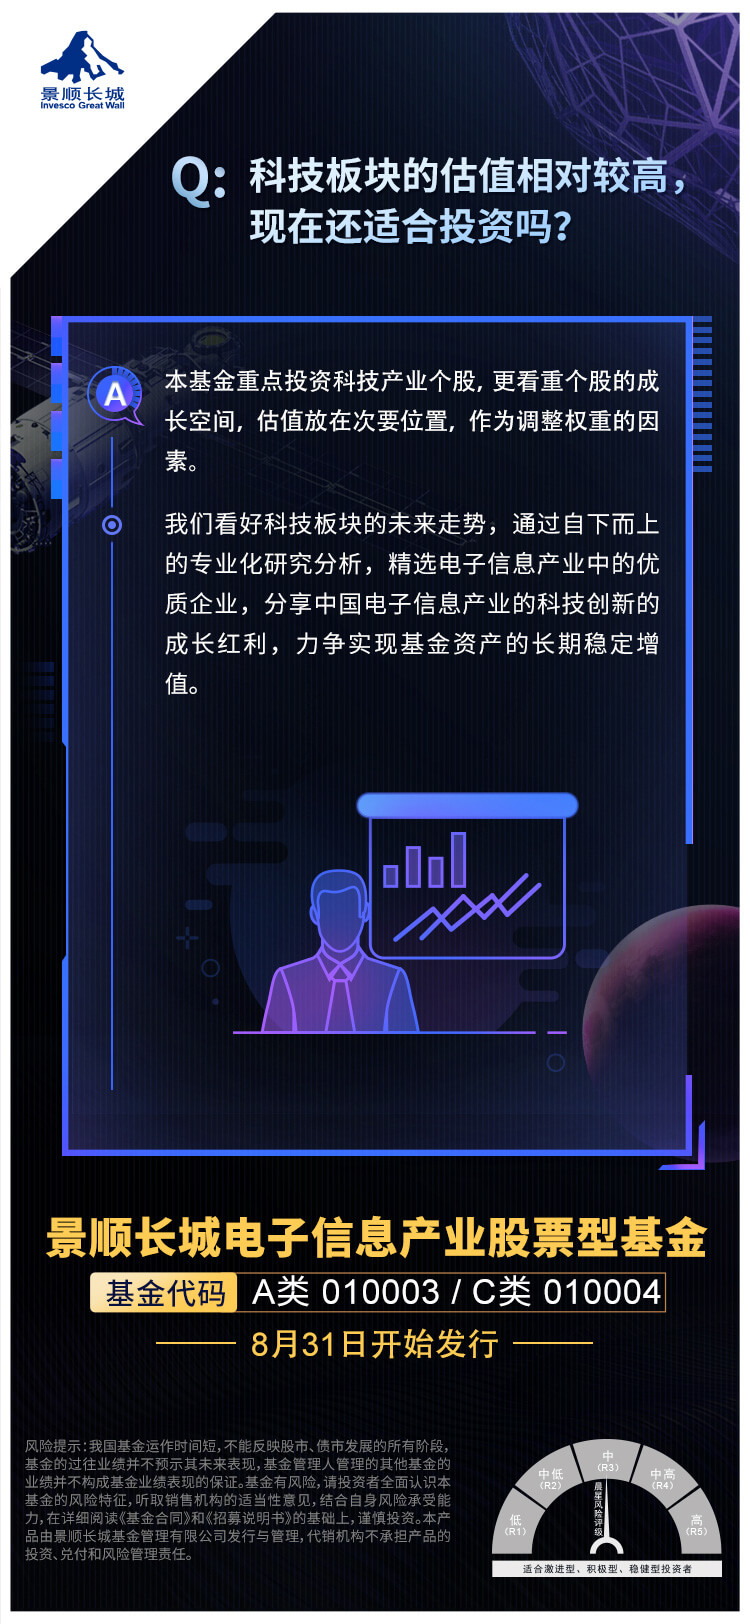 景顺长城
Invesco Great Wall
Q: 科技板块的估值相对较高，
现在还适合投资吗？
A
本基金重点投资科技产业个股，更看重个股的成
长空间，估值放在次要位置，作为调整权重的因
素。
我们看好科技板块的未来走势，通过自下而上
的专业化研究分析，精选电子信息产业中的优
质企业，分享中国电子信息产业的科技创新的
成长红利，力争实现基金资产的长期稳定增
值。
景顺长城电子信息产业股票型基金
基金代码 A类 010003 / C类 010004
8月31日开始发行
风险提示：我国基金运作时间短，不能反映股市、债市发展的所有阶段，
基金的过往业绩并不预示其未来表现，基金管理人管理的其他基金的
业绩并不构成基金业绩表现的保证。基金有风险，请投资者全面认识本
基金的风险特征，听取销售机构的适当性意见，结合自身风险承受能
力，在详细阅读《基金合同》和《招募说明书》的基础上，谨慎投资。本产
品由景顺长城基金管理有限公司发行与管理，代销机构不承担产品的
投资、兑付和风险管理责任。
低
（R1）
中低
（R2）
中
（R3）
中高
（R4）
高
（R5）
晨星风险评级
适合激进型、积极型、稳健型投资者